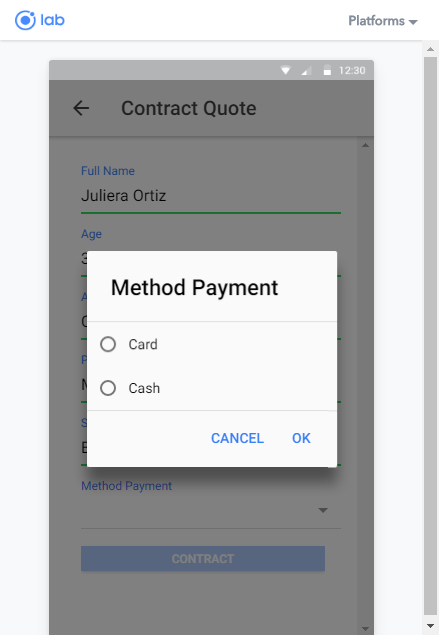 lab
Platforms
12:30
Contract Quote
Full Name
Juliera Ortiz
Age
Method Payment
Card
Cash
CANCEL
OK
Method Payment
CONTRACT